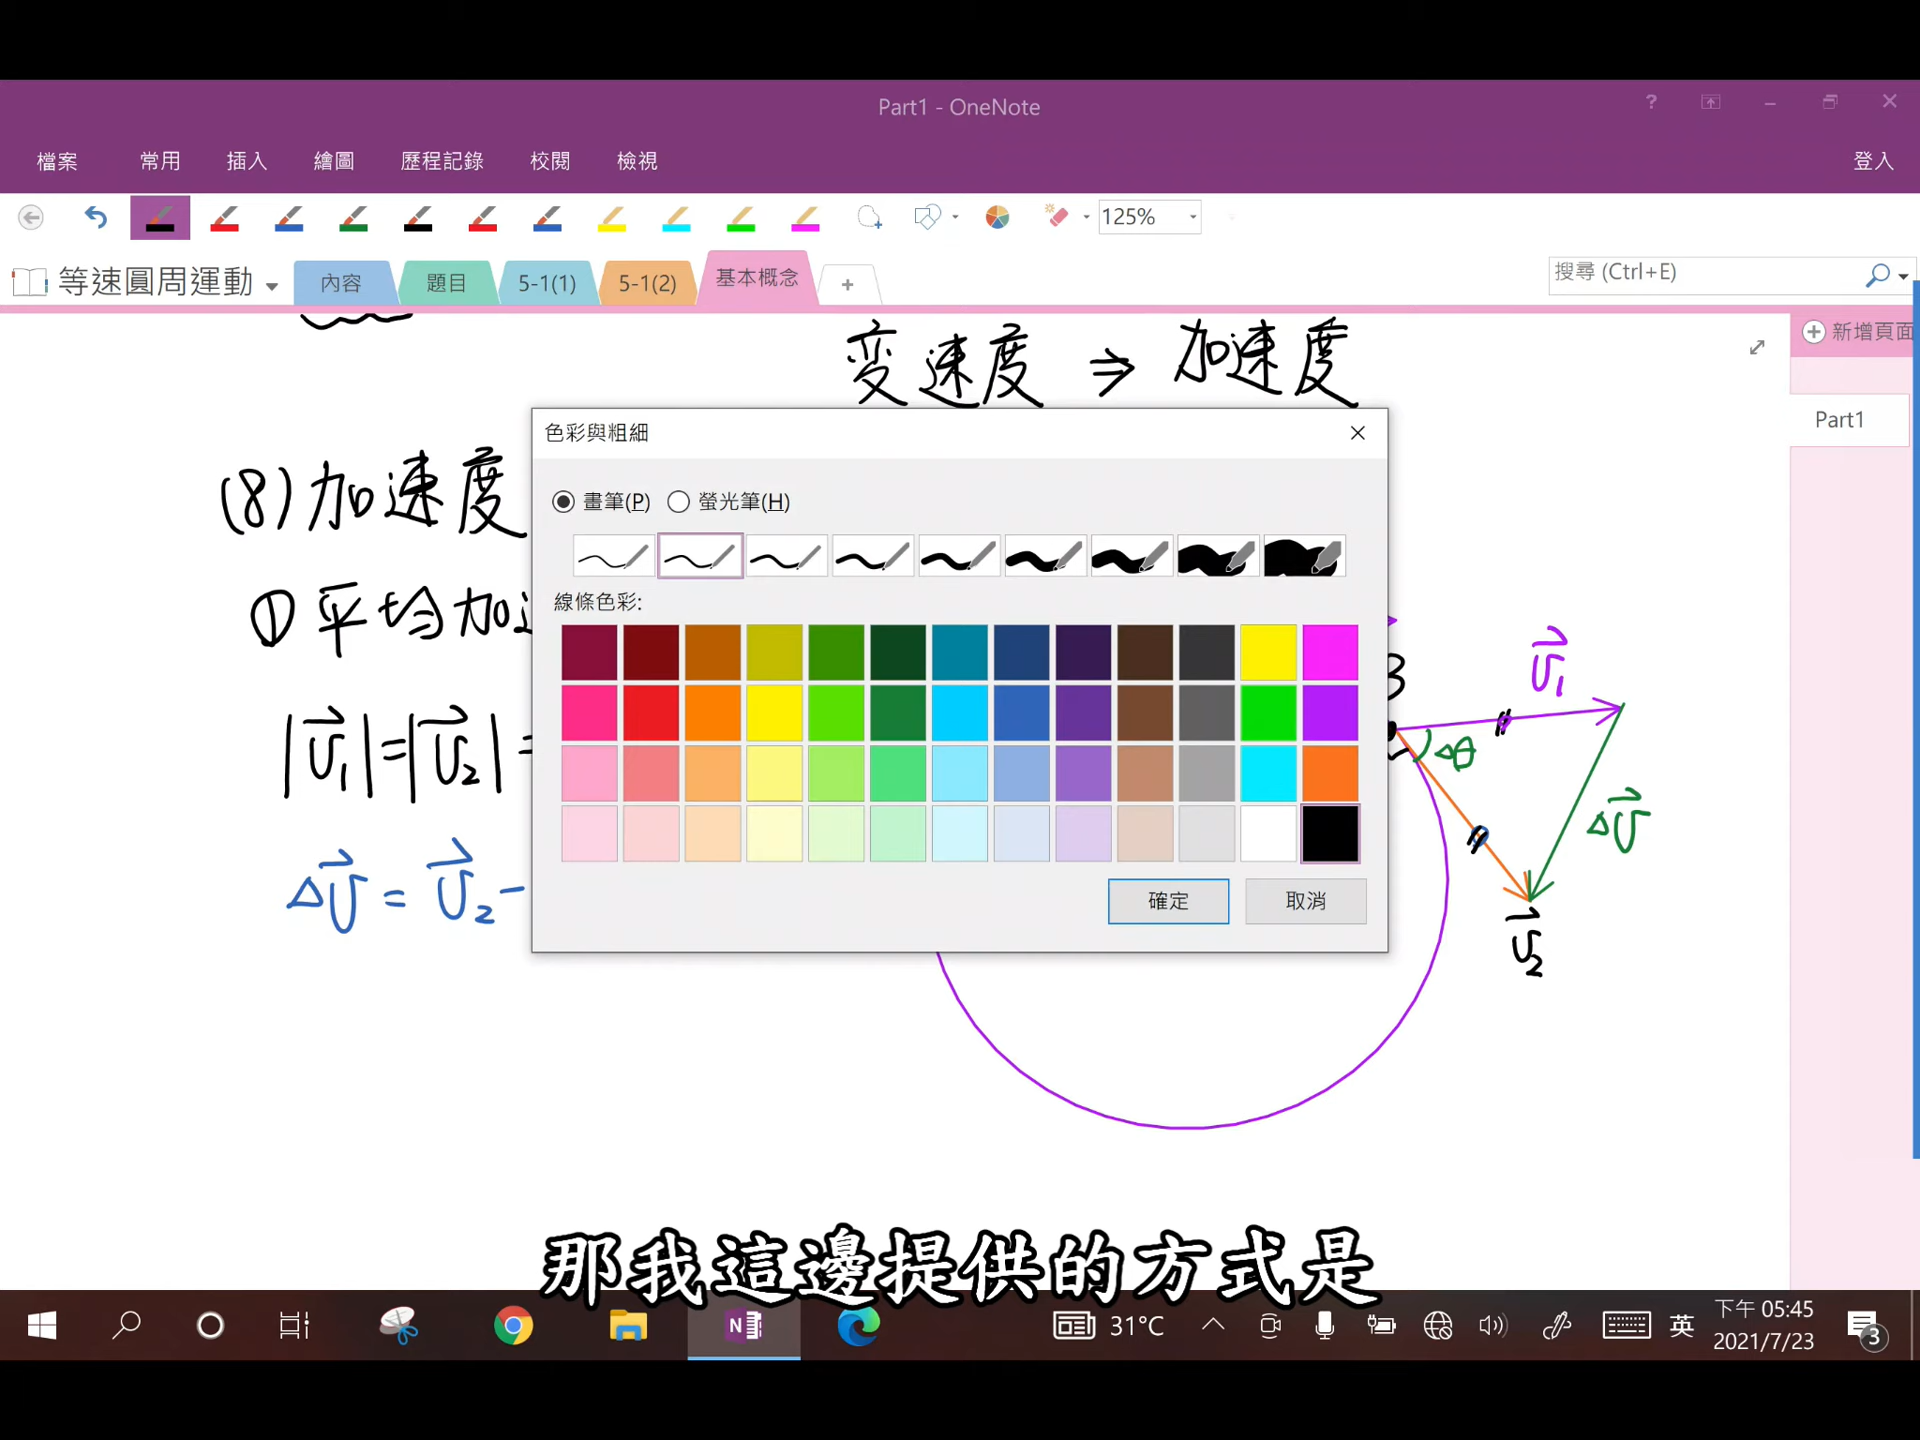 Part1 - OneNote
檔案 常用 插入 繪圖 歷程記錄 校閱 檢視 登入
125%
等速圓周運動 內容 題目 5-1(1) 5-1(2) 基本概念 搜尋 (Ctrl+E)
新增頁面
Part1
変速度 ⇒ 加速度
(8) 加速度
① 平均加
|v⃗₁|=|v⃗₂|=
Δv⃗ = v⃗₂-
色彩與粗細
畫筆(P) 螢光筆(H)
線條色彩:
確定 取消
v⃗₁
Δθ
Δv⃗
v⃗₂
那我這邊提供的方式是
31°C 英 下午 05:45
2021/7/23
3